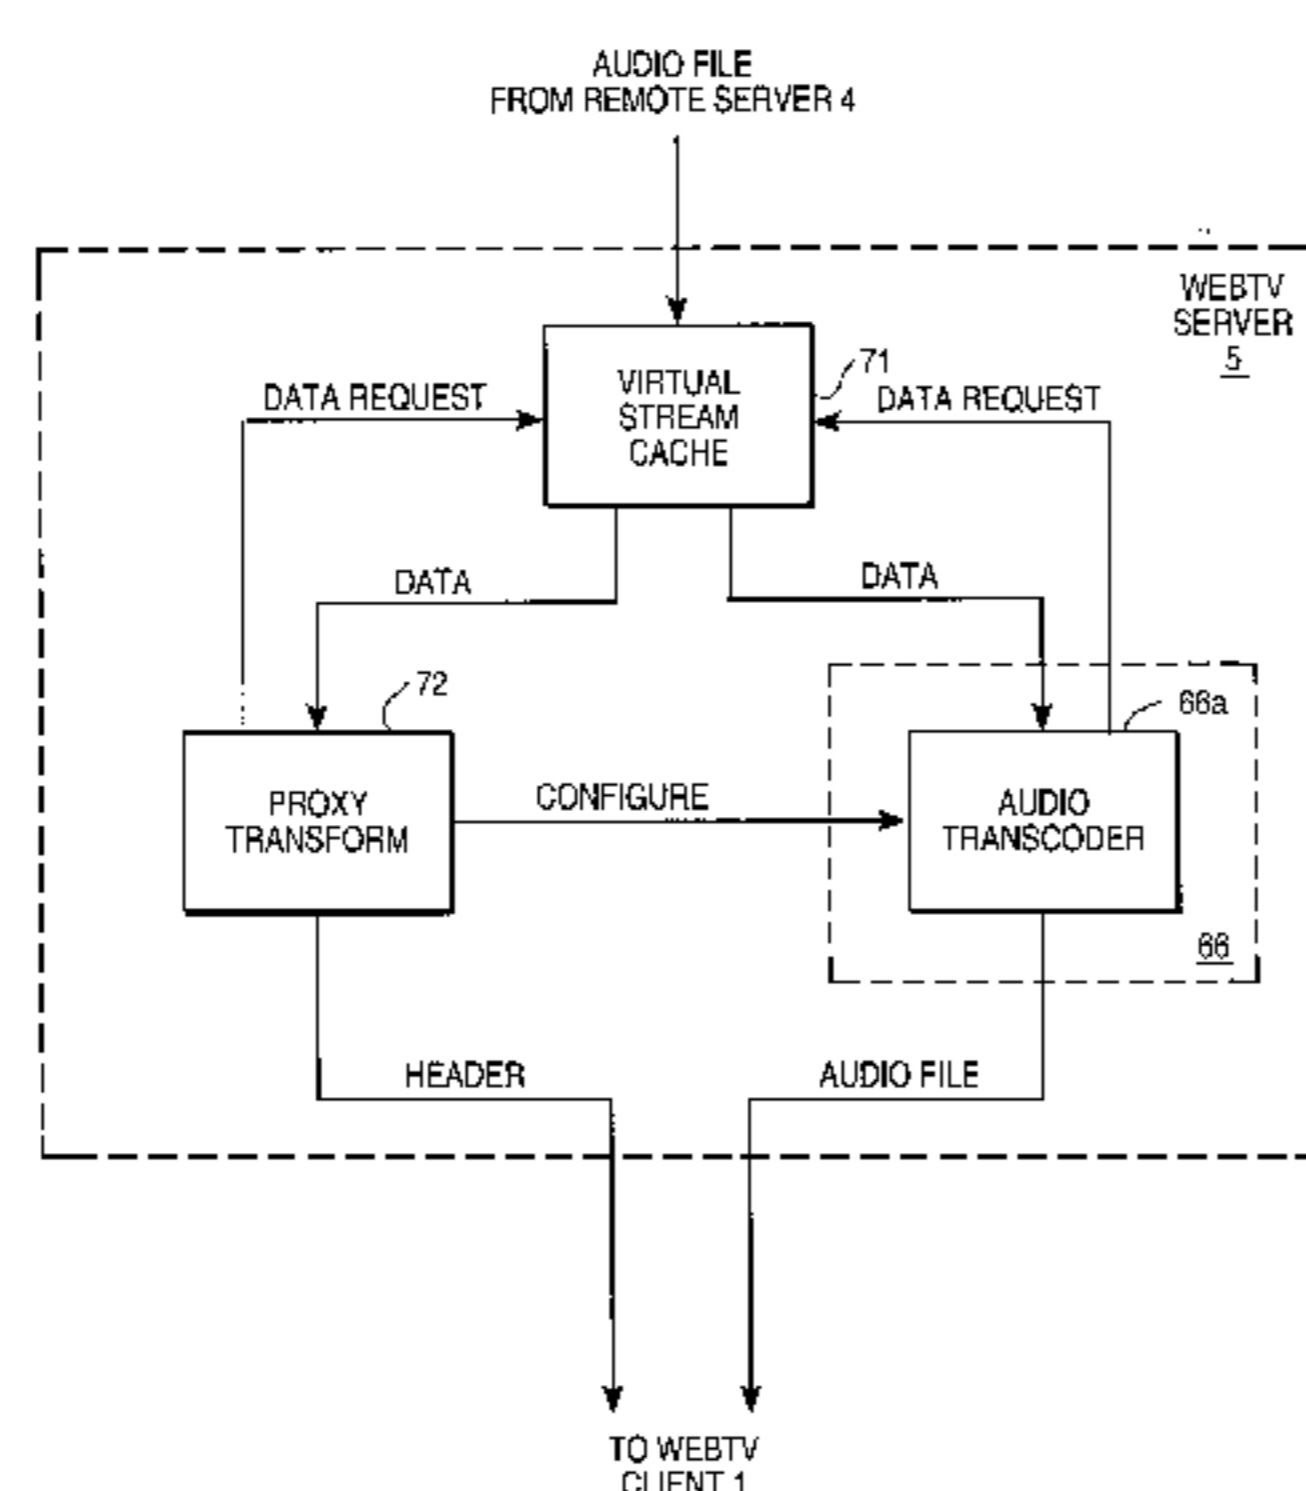 AUDIO FILE
FROM REMOTE SERVER 4
WEBTV
SERVER
5
71
DATA REQUEST
VIRTUAL
STREAM
CACHE
DATA REQUEST
DATA
DATA
72
66a
PROXY
TRANSFORM
CONFIGURE
AUDIO
TRANSCODER
66
HEADER
AUDIO FILE
TO WEBTV
CLIENT 1